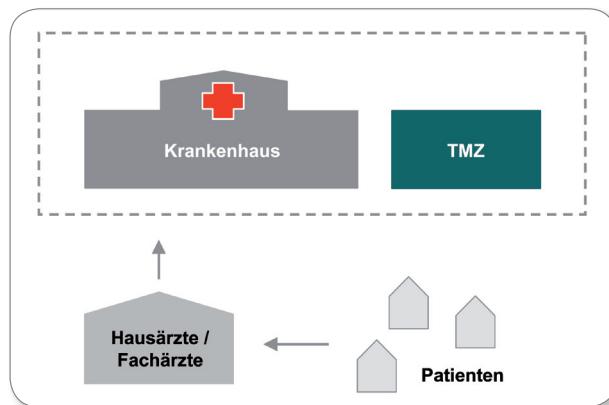 Krankenhaus
TMZ
Hausärzte /
Fachärzte
Patienten